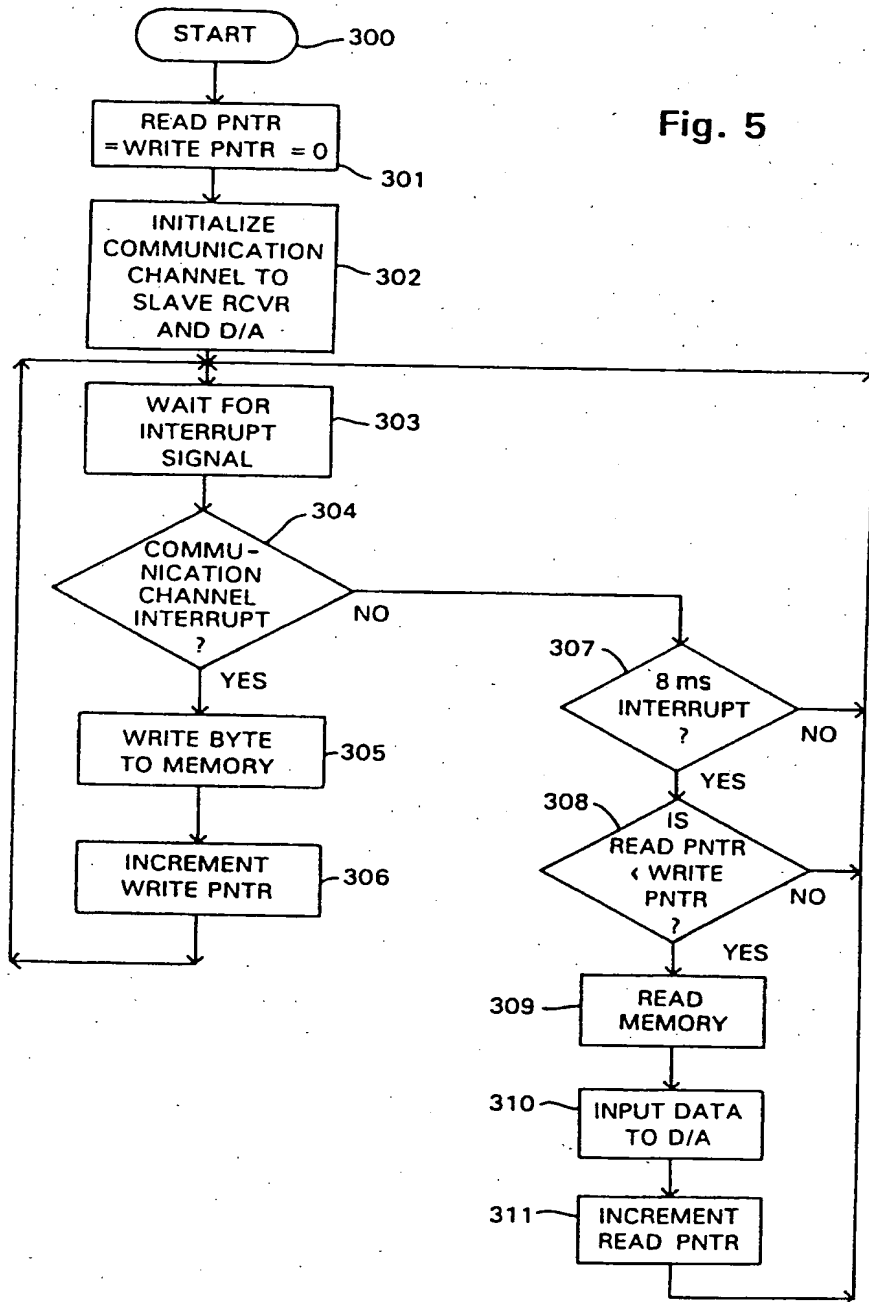 START
300
Fig. 5
READ PNTR
=WRITE PNTR = 0
301
INITIALIZE
COMMUNICATION
CHANNEL TO
SLAVE RCVR
AND D/A
302
WAIT FOR
INTERRUPT
SIGNAL
303
304
COMMU-
NICATION
CHANNEL
INTERRUPT
?
NO
YES
WRITE BYTE
TO MEMORY
305
INCREMENT
WRITE PNTR
306
307
8 ms
INTERRUPT
?
NO
YES
308
IS
READ PNTR
< WRITE
PNTR
?
NO
YES
309
READ
MEMORY
310
INPUT DATA
TO D/A
311
INCREMENT
READ PNTR